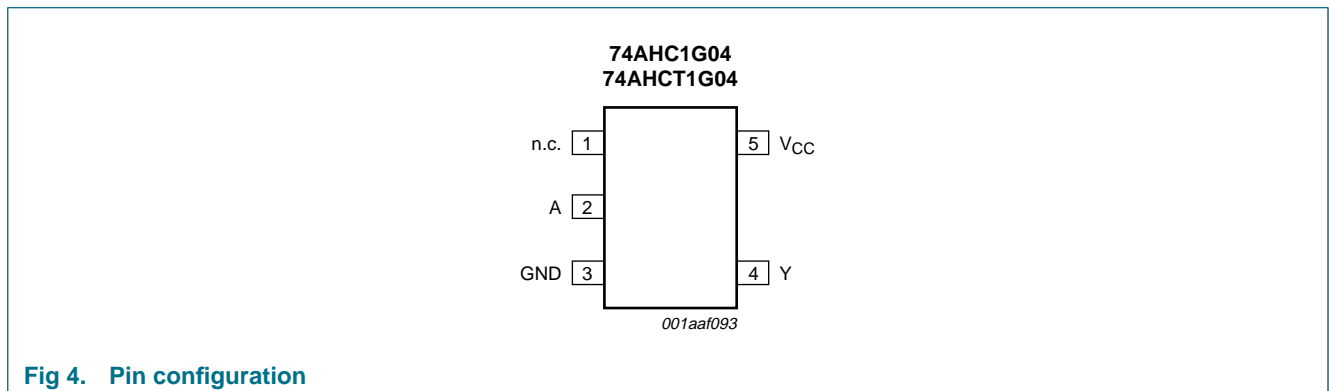 74AHC1G04
74AHCT1G04
n.c. 1
5 VCC
A 2
GND 3
4 Y
001aaf093
Fig 4. Pin configuration